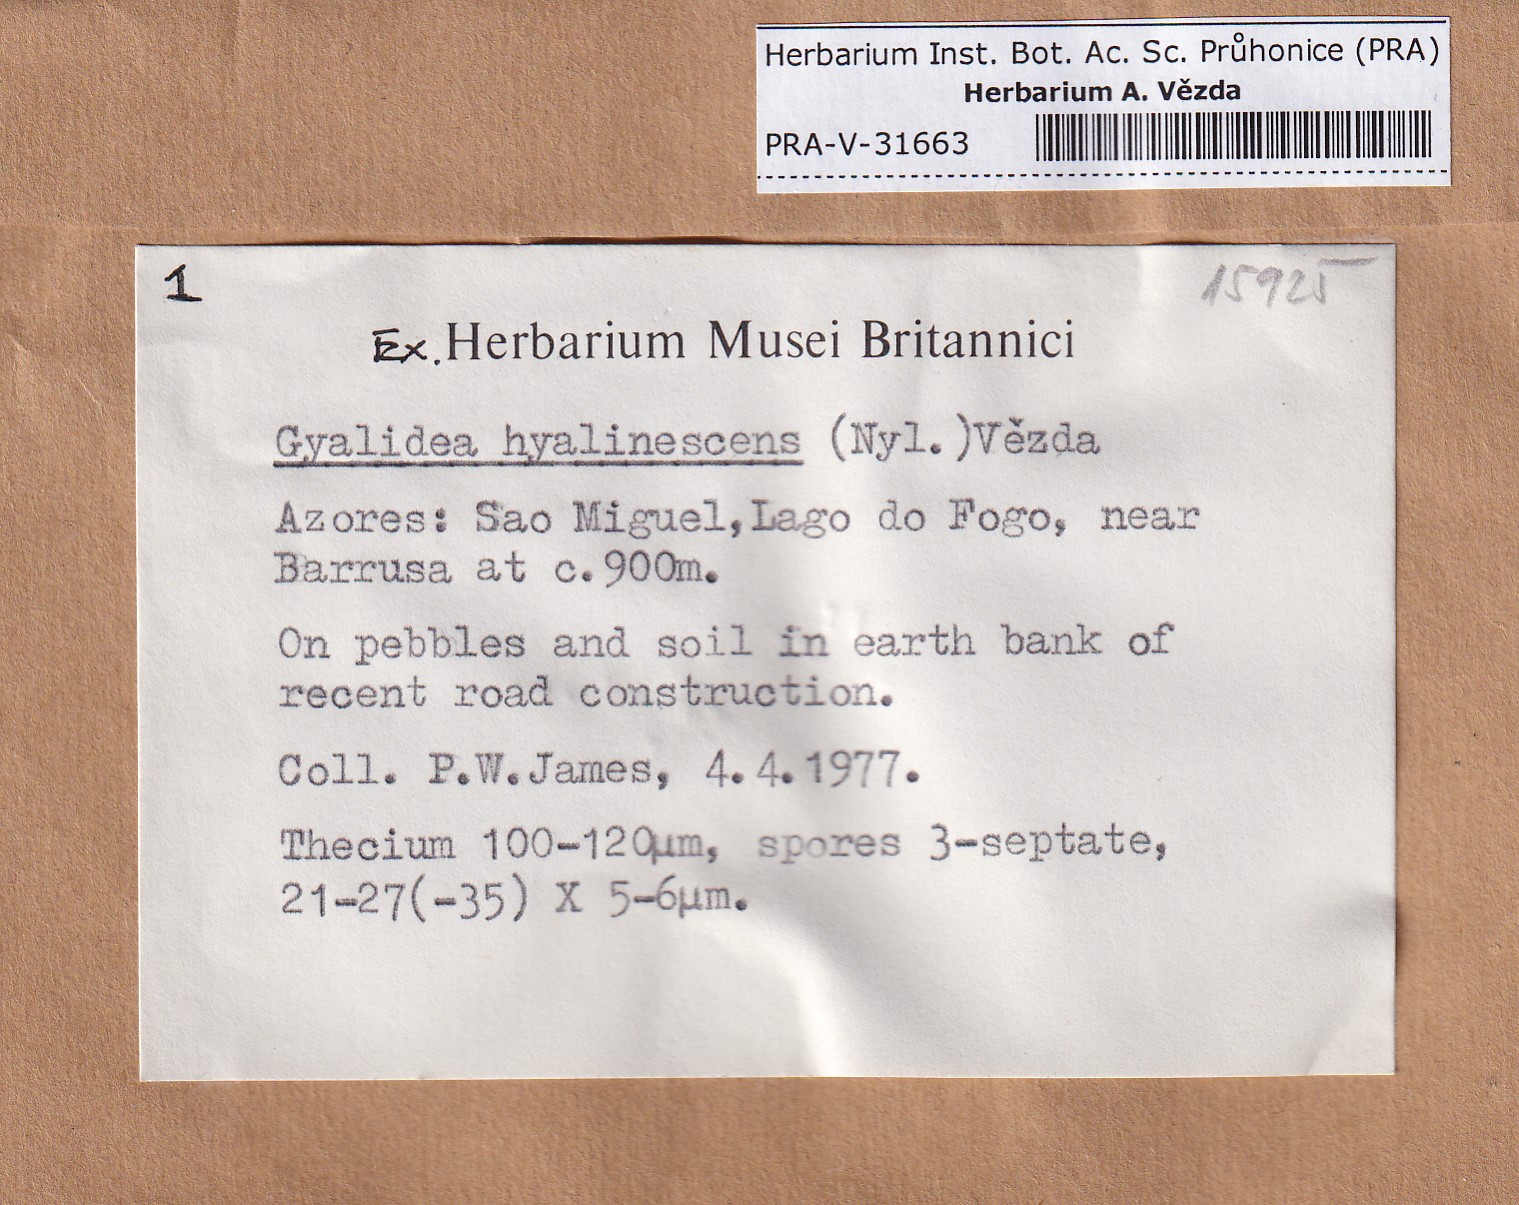 Herbarium Inst. Bot. Ac. Sc. Průhonice (PRA)
Herbarium A. Vězda
PRA-V-31663
1
15925
Ex. Herbarium Musei Britannici
Gyalidea hyalinescens (Nyl.)Vězda
Azores: Sao Miguel,Lago do Fogo, near
Barrusa at c.900m.
On pebbles and soil in earth bank of
recent road construction.
Coll. P.W.James, 4.4.1977.
Thecium 100-120µm, spores 3-septate,
21-27(-35) X 5-6µm.